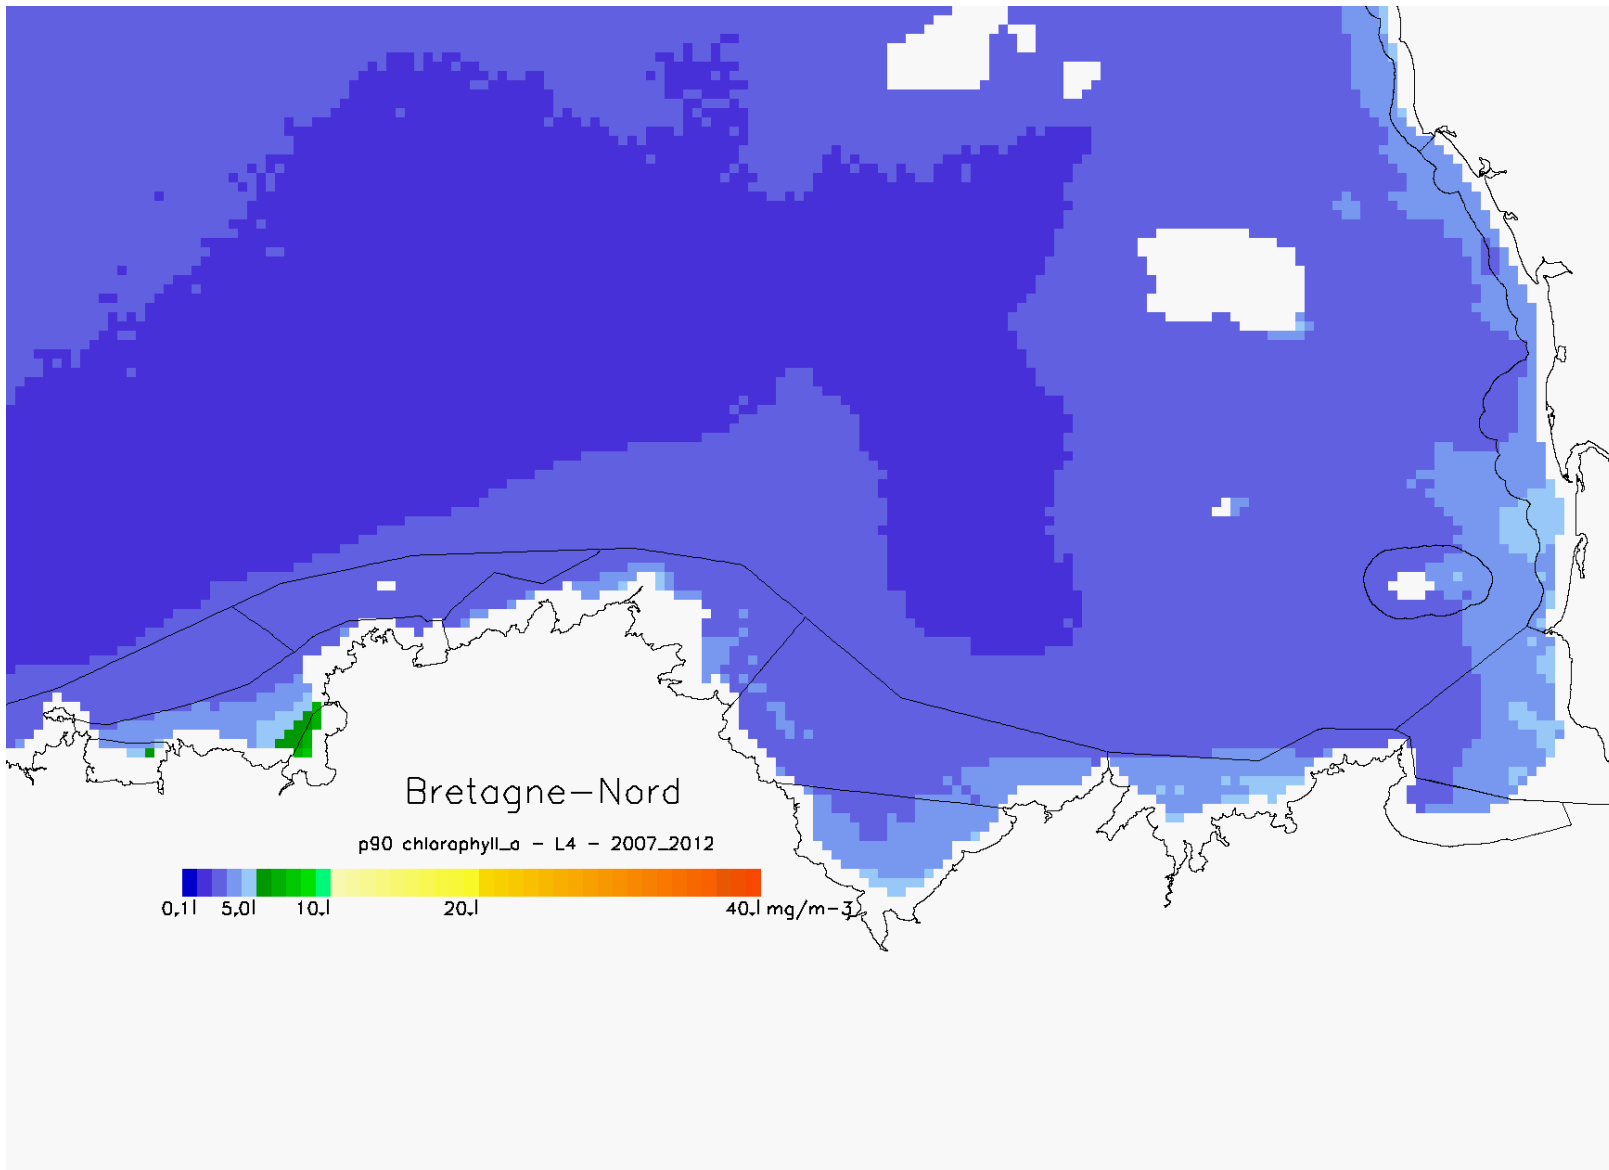 Bretagne-Nord
p90 chlorophyll_a - L4 - 2007_2012
0.1| 5.0| 10.| 20.| 40.| mg/m-3